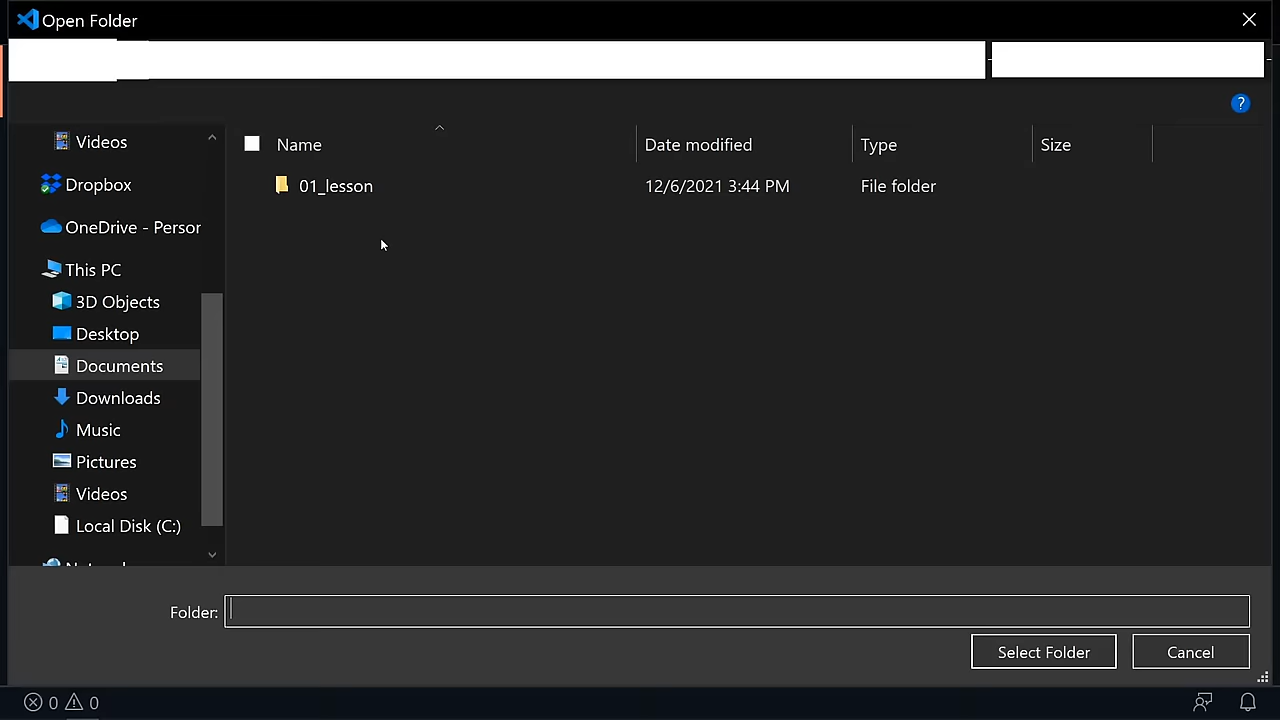 Open Folder
Name
Date modified
Type
Size
01_lesson
12/6/2021 3:44 PM
File folder
Videos
Dropbox
OneDrive - Person
This PC
3D Objects
Desktop
Documents
Downloads
Music
Pictures
Videos
Local Disk (C:)
Folder:
Select Folder
Cancel
0
0